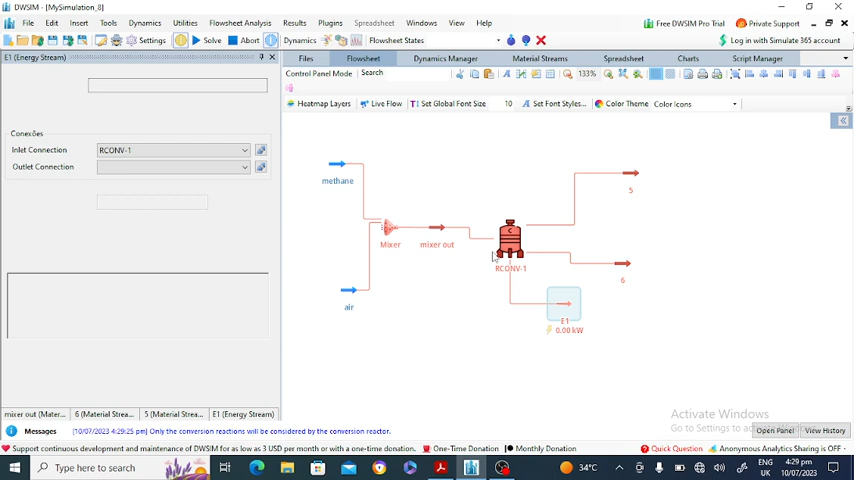 DWSIM - [MySimulation_8]
File Edit Insert Tools Dynamics Utilities Flowsheet Analysis Results Plugins Spreadsheet Windows View Help Free DWSIM Pro Trial Private Support
Settings Solve Abort Dynamics Flowsheet States Log in with Simulate 365 account
E1 (Energy Stream)
Files Flowsheet Dynamics Manager Material Streams Spreadsheet Charts Script Manager
Control Panel Mode Search 133%
Heatmap Layers Live Flow Set Global Font Size 10 Set Font Styles... Color Theme Color Icons
Conexões
Inlet Connection RCONV-1
Outlet Connection
methane
5
Mixer mixer out
RCONV-1
6
air
E1
0.00 kW
mixer out (Mater... 6 (Material Strea... 5 (Material Strea... E1 (Energy Stream)
Activate Windows
Go to Settings to
Messages [10/07/2023 4:29:25 pm] Only the conversion reactions will be considered by the conversion reactor. Open Panel View History
Support continuous development and maintenance of DWSIM for as low as 3 USD per month or with a one-time donation. One-Time Donation Monthly Donation Quick Question Anonymous Analytics Sharing is OFF
Type here to search 34°C ENG UK 4:29 pm 10/07/2023